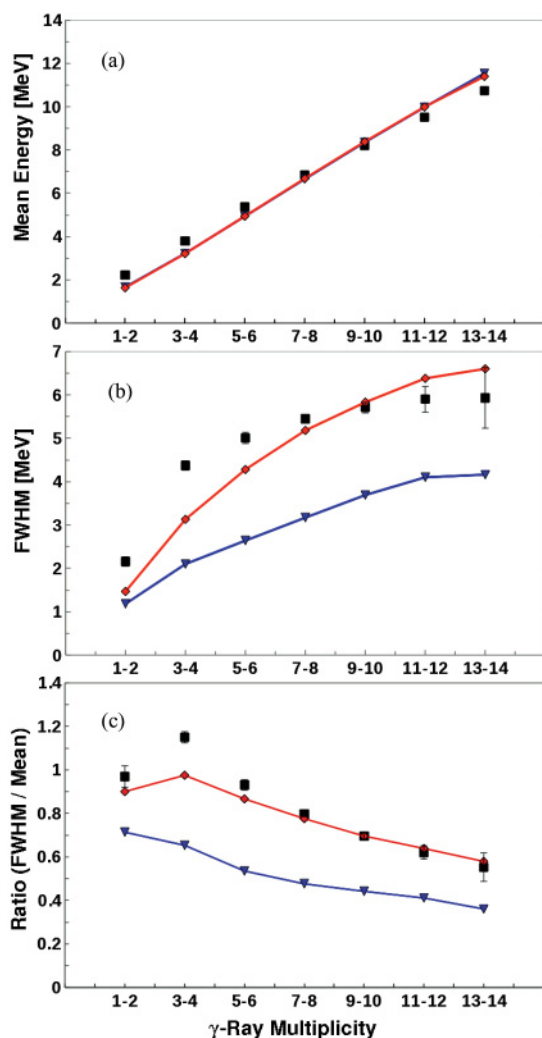 14
12
10
8
6
4
2
0
Mean Energy [MeV]
(a)
1-2 3-4 5-6 7-8 9-10 11-12 13-14
7
6
5
4
3
2
1
0
FWHM [MeV]
(b)
1-2 3-4 5-6 7-8 9-10 11-12 13-14
1.4
1.2
1
0.8
0.6
0.4
0.2
0
Ratio (FWHM / Mean)
(c)
1-2 3-4 5-6 7-8 9-10 11-12 13-14
γ-Ray Multiplicity